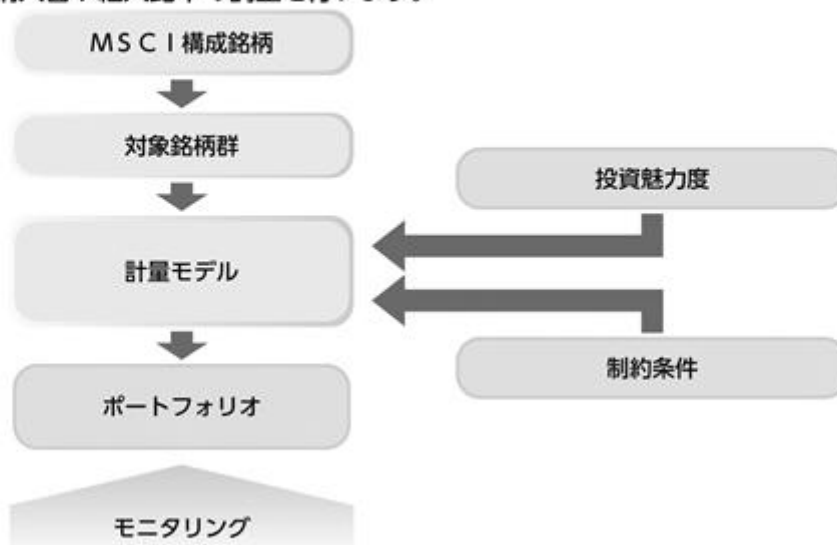 ＭＳＣＩ構成銘柄
対象銘柄群
投資魅力度
計量モデル
制約条件
ポートフォリオ
モニタリング